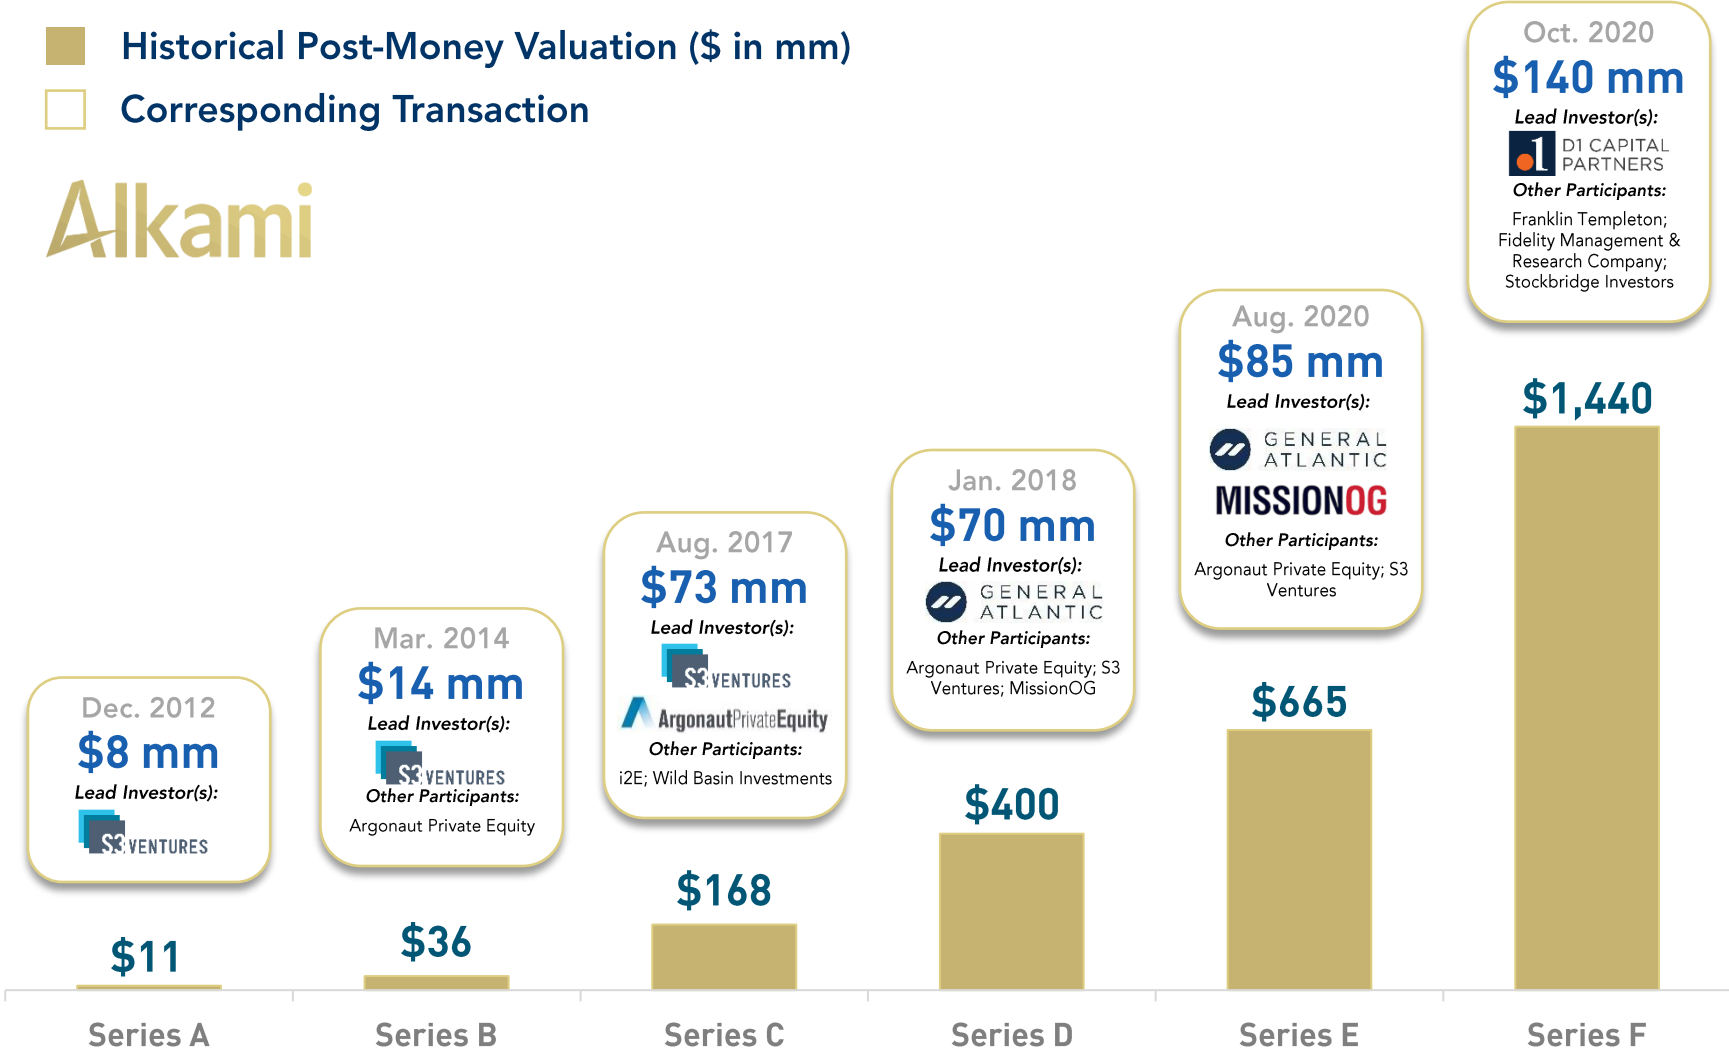 Historical Post-Money Valuation ($ in mm)
Corresponding Transaction
Alkami
Dec. 2012
$8 mm
Lead Investor(s):
S3 VENTURES
$11
Series A
Mar. 2014
$14 mm
Lead Investor(s):
S3 VENTURES
Other Participants:
Argonaut Private Equity
$36
Series B
Aug. 2017
$73 mm
Lead Investor(s):
S3 VENTURES
ArgonautPrivateEquity
Other Participants:
i2E; Wild Basin Investments
$168
Series C
Jan. 2018
$70 mm
Lead Investor(s):
GENERAL
ATLANTIC
Other Participants:
Argonaut Private Equity; S3
Ventures; MissionOG
$400
Series D
Aug. 2020
$85 mm
Lead Investor(s):
GENERAL
ATLANTIC
MISSIONOG
Other Participants:
Argonaut Private Equity; S3
Ventures
$665
Series E
Oct. 2020
$140 mm
Lead Investor(s):
.1 D1 CAPITAL
PARTNERS
Other Participants:
Franklin Templeton;
Fidelity Management &
Research Company;
Stockbridge Investors
$1,440
Series F